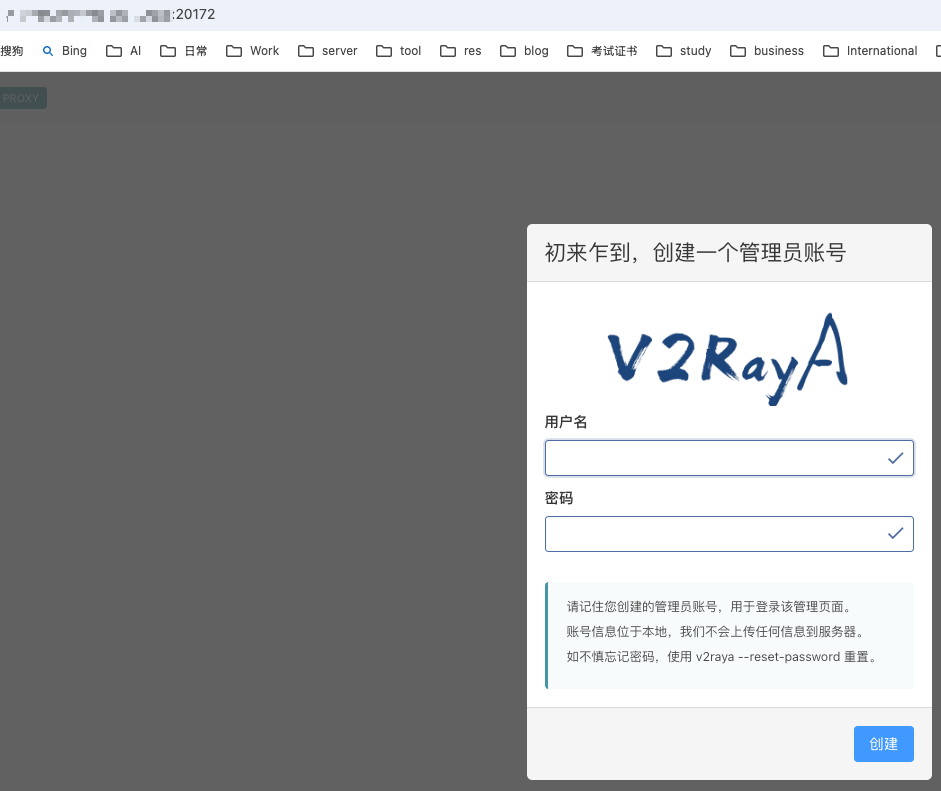 :20172
搜狗 Bing AI 日常 Work server tool res blog 考试证书 study business International
PROXY
初来乍到，创建一个管理员账号
V2RayA
用户名
密码
请记住您创建的管理员账号，用于登录该管理页面。
账号信息位于本地，我们不会上传任何信息到服务器。
如不慎忘记密码，使用 v2raya --reset-password 重置。
创建